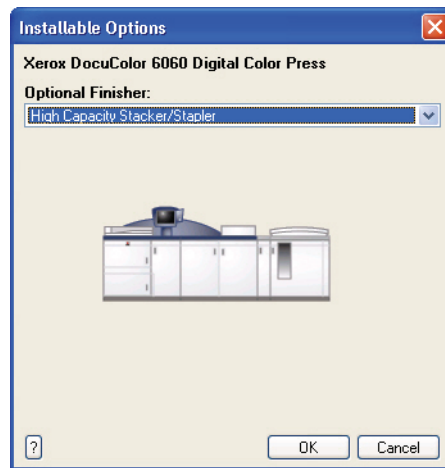 Installable Options
Xerox DocuColor 6060 Digital Color Press
Optional Finisher:
High Capacity Stacker/Stapler
?
OK
Cancel